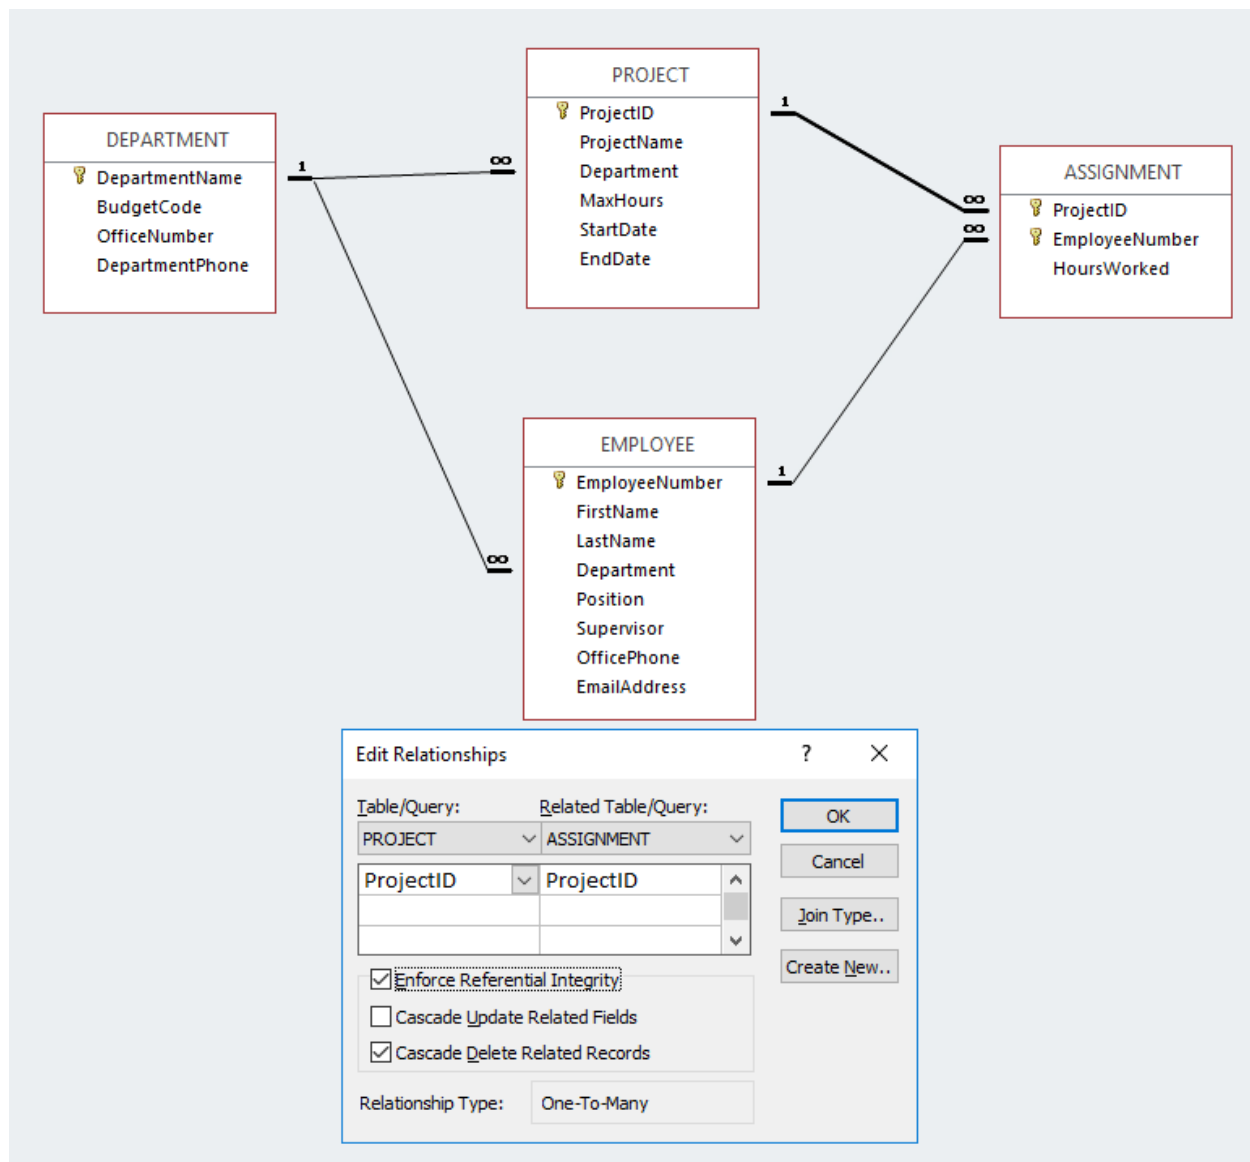 DEPARTMENT
DepartmentName
BudgetCode
OfficeNumber
DepartmentPhone
1
∞
PROJECT
ProjectID
ProjectName
Department
MaxHours
StartDate
EndDate
1
∞
∞
ASSIGNMENT
ProjectID
EmployeeNumber
HoursWorked
∞
EMPLOYEE
EmployeeNumber
FirstName
LastName
Department
Position
Supervisor
OfficePhone
EmailAddress
1
Edit Relationships ?
Table/Query: Related Table/Query:
PROJECT ASSIGNMENT
ProjectID ProjectID
OK
Cancel
Join Type..
Create New..
Enforce Referential Integrity
Cascade Update Related Fields
Cascade Delete Related Records
Relationship Type: One-To-Many